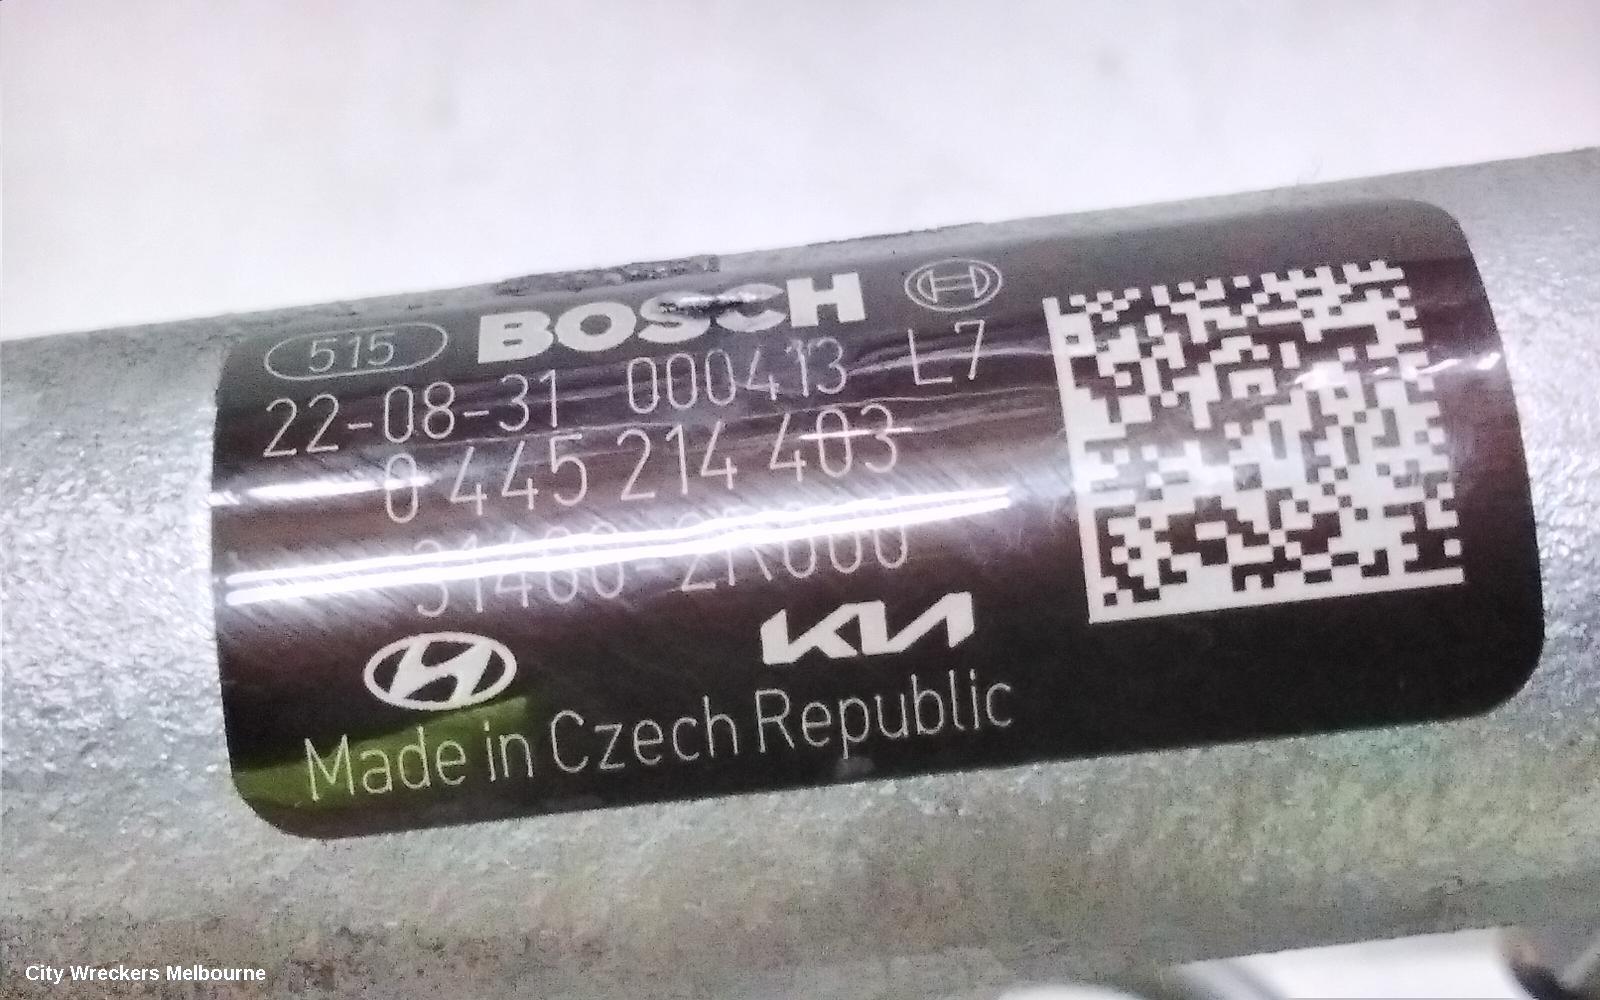 515 BOSCH
22-08-31 000413 L7
0 445 214 403
31400-2R000
KIA
Made in Czech Republic
City Wreckers Melbourne